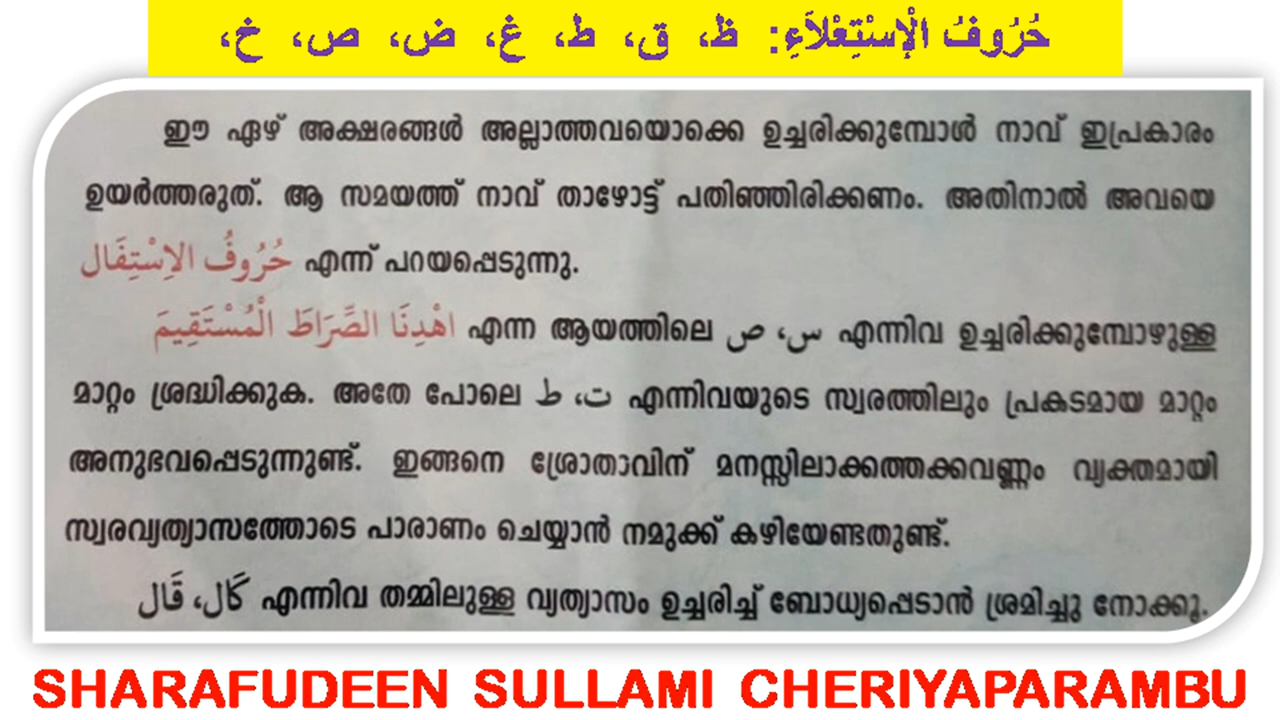 حُرُوفُ الْإسْتِعْلَاَءِ: ظ، ق، ط، غ، ض، ص، خ،
ഈ ഏഴ് അക്ഷരങ്ങൾ അല്ലാത്തവയൊക്കെ ഉച്ചരിക്കുമ്പോൾ നാവ് ഇപ്രകാരം
ഉയർത്തരുത്. ആ സമയത്ത് നാവ് താഴോട്ട് പതിഞ്ഞിരിക്കണം. അതിനാൽ അവയെ
حُرُوفُ الاِسْتِفَال എന്ന് പറയപ്പെടുന്നു.
اهْدِنَا الصِّرَاطَ الْمُسْتَقِيمَ എന്ന ആയത്തിലെ س، ص എന്നിവ ഉച്ചരിക്കുമ്പോഴുള്ള
മാറ്റം ശ്രദ്ധിക്കുക. അതേ പോലെ ت، ط എന്നിവയുടെ സ്വരത്തിലും പ്രകടമായ മാറ്റം
അനുഭവപ്പെടുന്നുണ്ട്. ഇങ്ങനെ ശ്രോതാവിന് മനസ്സിലാക്കത്തക്കവണ്ണം വ്യക്തമായി
സ്വരവ്യത്യാസത്തോടെ പാരാണം ചെയ്യാൻ നമുക്ക് കഴിയേണ്ടതുണ്ട്.
كَال، قَال എന്നിവ തമ്മിലുള്ള വ്യത്യാസം ഉച്ചരിച്ച് ബോധ്യപ്പെടാൻ ശ്രമിച്ചു നോക്കൂ.
SHARAFUDEEN SULLAMI CHERIYAPARAMBU